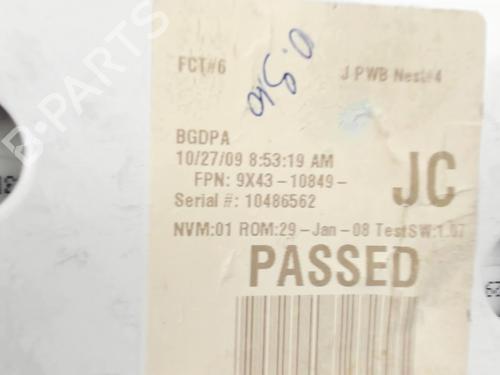 FCT#6
J PWB Nest#4
BGDPA
10/27/09 8:53:19 AM
FPN: 9X43-10849-
JC
Serial #: 10486562
NVM:01 ROM:29-Jan-08 TestSW:1.07
PASSED
B-PARTS